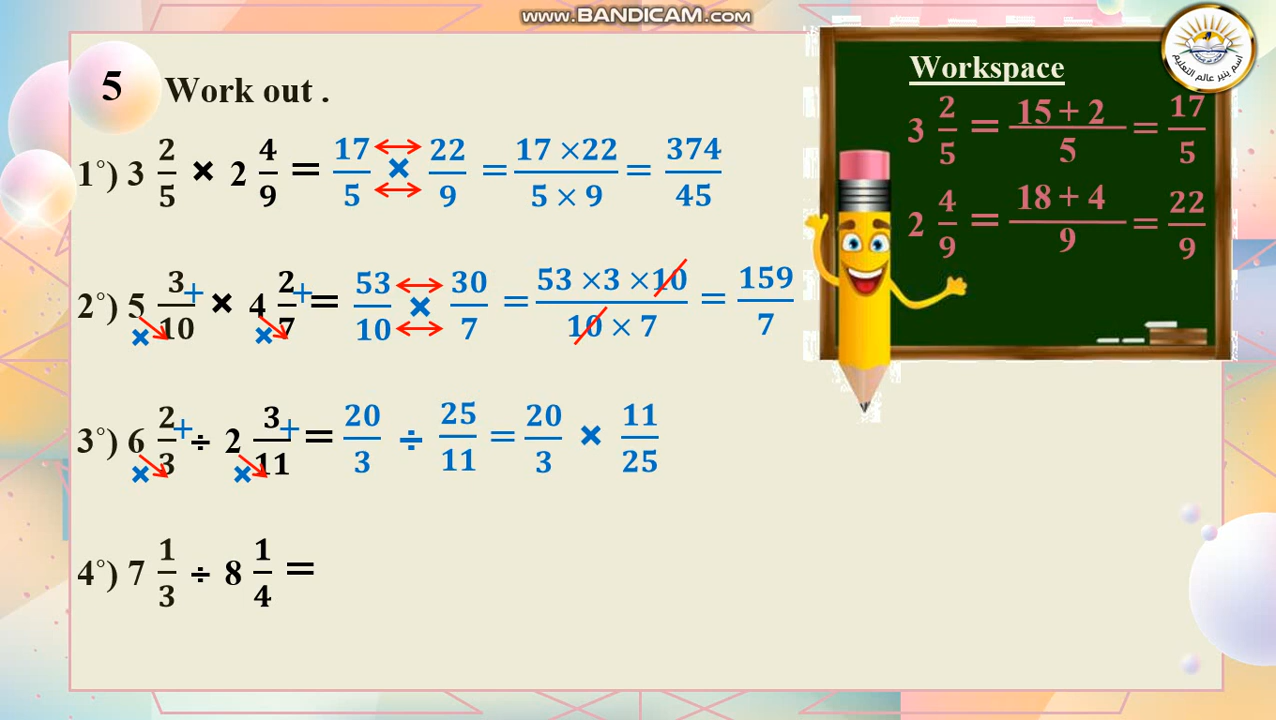 www.BANDICAM.com
5 Work out .
1°) 3 2/5 × 2 4/9 = 17/5 × 22/9 = (17 ×22)/(5 × 9) = 374/45
2°) 5 3/10 × 4 2/7 = 53/10 × 30/7 = (53 ×3 ×10)/(10 × 7) = 159/7
3°) 6 2/3 ÷ 2 3/11 = 20/3 ÷ 25/11 = 20/3 × 11/25
4°) 7 1/3 ÷ 8 1/4 =
Workspace
3 2/5 = (15 + 2)/5 = 17/5
2 4/9 = (18 + 4)/9 = 22/9
اسم ينير عالم التعليم